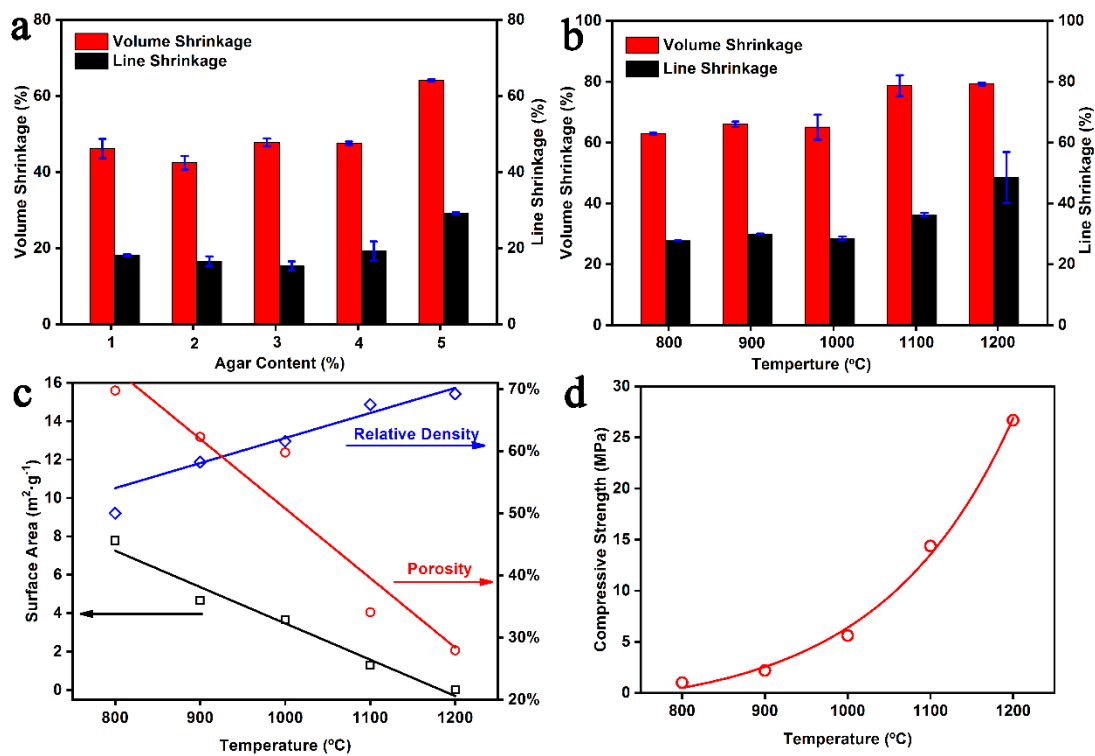 a
Volume Shrinkage
Line Shrinkage
Volume Shrinkage (%)
Line Shrinkage (%)
80
60
40
20
0
80
60
40
20
0
1 2 3 4 5
Agar Content (%)
b
Volume Shrinkage
Line Shrinkage
Volume Shrinkage (%)
Line Shrinkage (%)
100
80
60
40
20
0
100
80
60
40
20
0
800 900 1000 1100 1200
Temperture (ºC)
c
Relative Density
Porosity
Surface Area (m²·g⁻¹)
16
14
12
10
8
6
4
2
0
70%
60%
50%
40%
30%
20%
800 900 1000 1100 1200
Temperature (ºC)
d
Compressive Strength (MPa)
30
25
20
15
10
5
0
800 900 1000 1100 1200
Temperature (ºC)